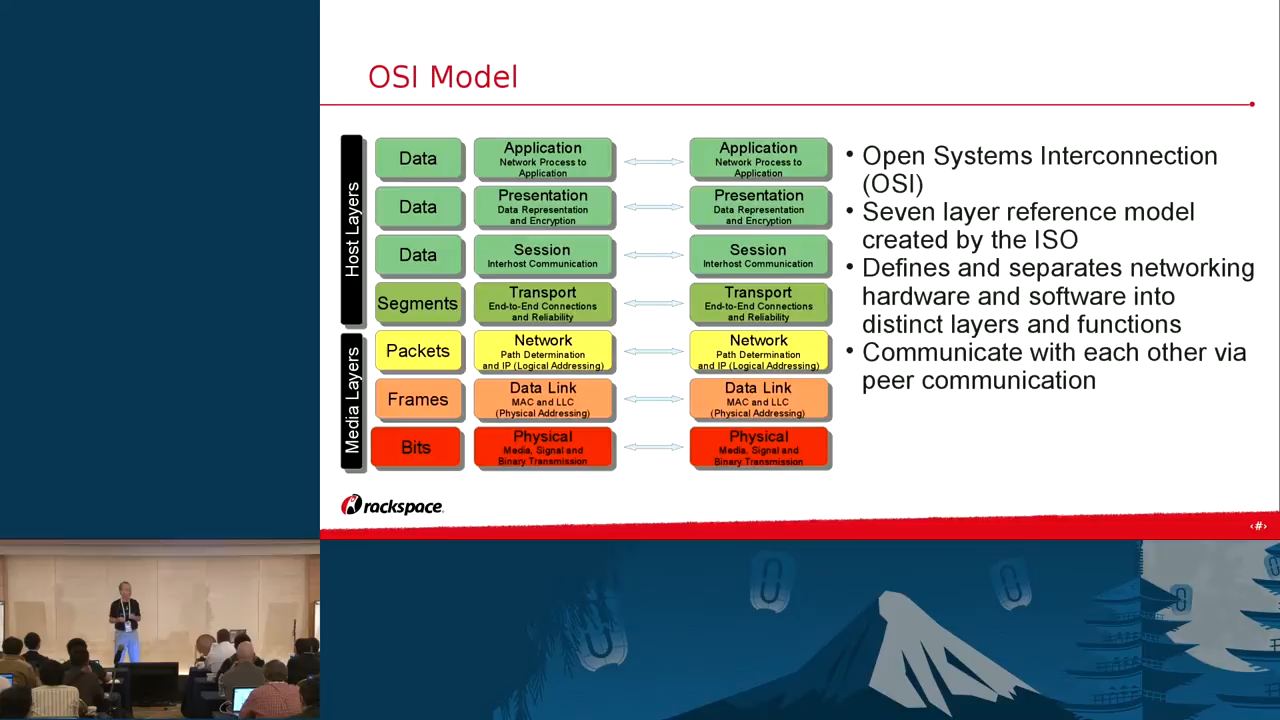 OSI Model
Host Layers
Media Layers
Data
Application
Network Process to
Application
Application
Network Process to
Application
Data
Presentation
Data Representation
and Encryption
Presentation
Data Representation
and Encryption
Data
Session
Interhost Communication
Session
Interhost Communication
Segments
Transport
End-to-End Connections
and Reliability
Transport
End-to-End Connections
and Reliability
Packets
Network
Path Determination
and IP (Logical Addressing)
Network
Path Determination
and IP (Logical Addressing)
Frames
Data Link
MAC and LLC
(Physical Addressing)
Data Link
MAC and LLC
(Physical Addressing)
Bits
Physical
Media, Signal and
Binary Transmission
Physical
Media, Signal and
Binary Transmission
• Open Systems Interconnection
(OSI)
• Seven layer reference model
created by the ISO
• Defines and separates networking
hardware and software into
distinct layers and functions
• Communicate with each other via
peer communication
rackspace.
‹#›